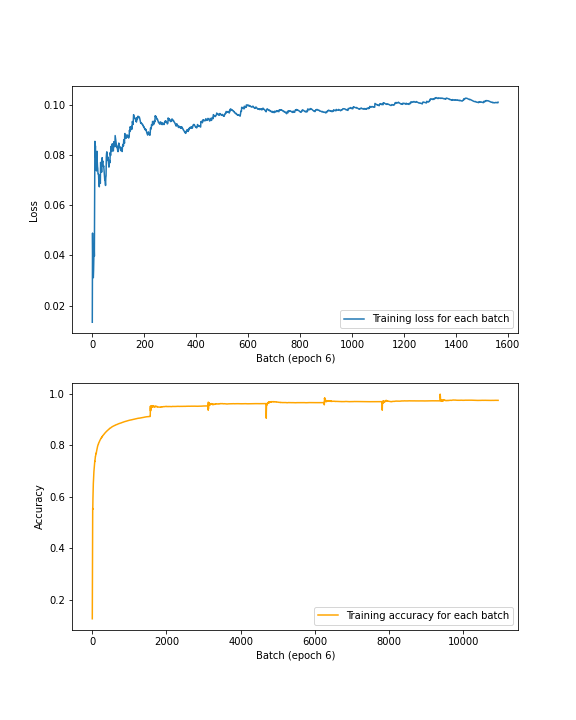 0.10
0.08
0.06
0.04
0.02
Loss
0 200 400 600 800 1000 1200 1400 1600
Batch (epoch 6)
Training loss for each batch
1.0
0.8
0.6
0.4
0.2
Accuracy
0 2000 4000 6000 8000 10000
Batch (epoch 6)
Training accuracy for each batch